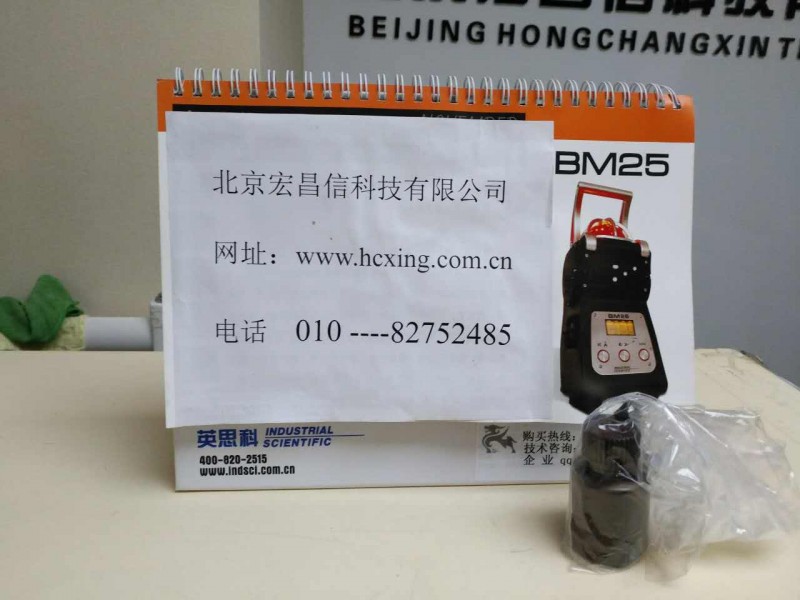 BEIJING HONGCHANGXIN
BM25
北京宏昌信科技有限公司
网址：www.hcxing.com.cn
电话 010 ----82752485
BM25
英思科 INDUSTRIAL SCIENTIFIC
400-820-2515
www.indsci.com.cn
购买热线：
技术咨询
企 业 qq